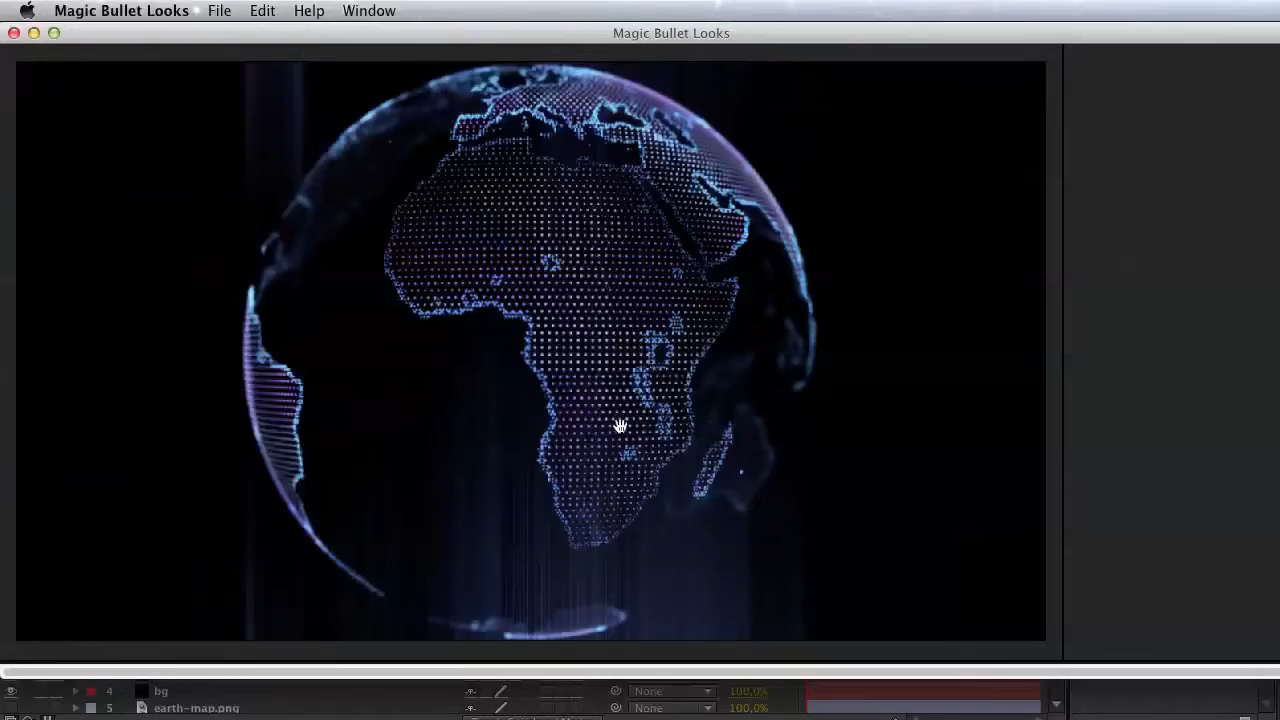 Magic Bullet Looks File Edit Help Window
Magic Bullet Looks
4 bg None 100,0%
5 earth-map.png None 100,0%